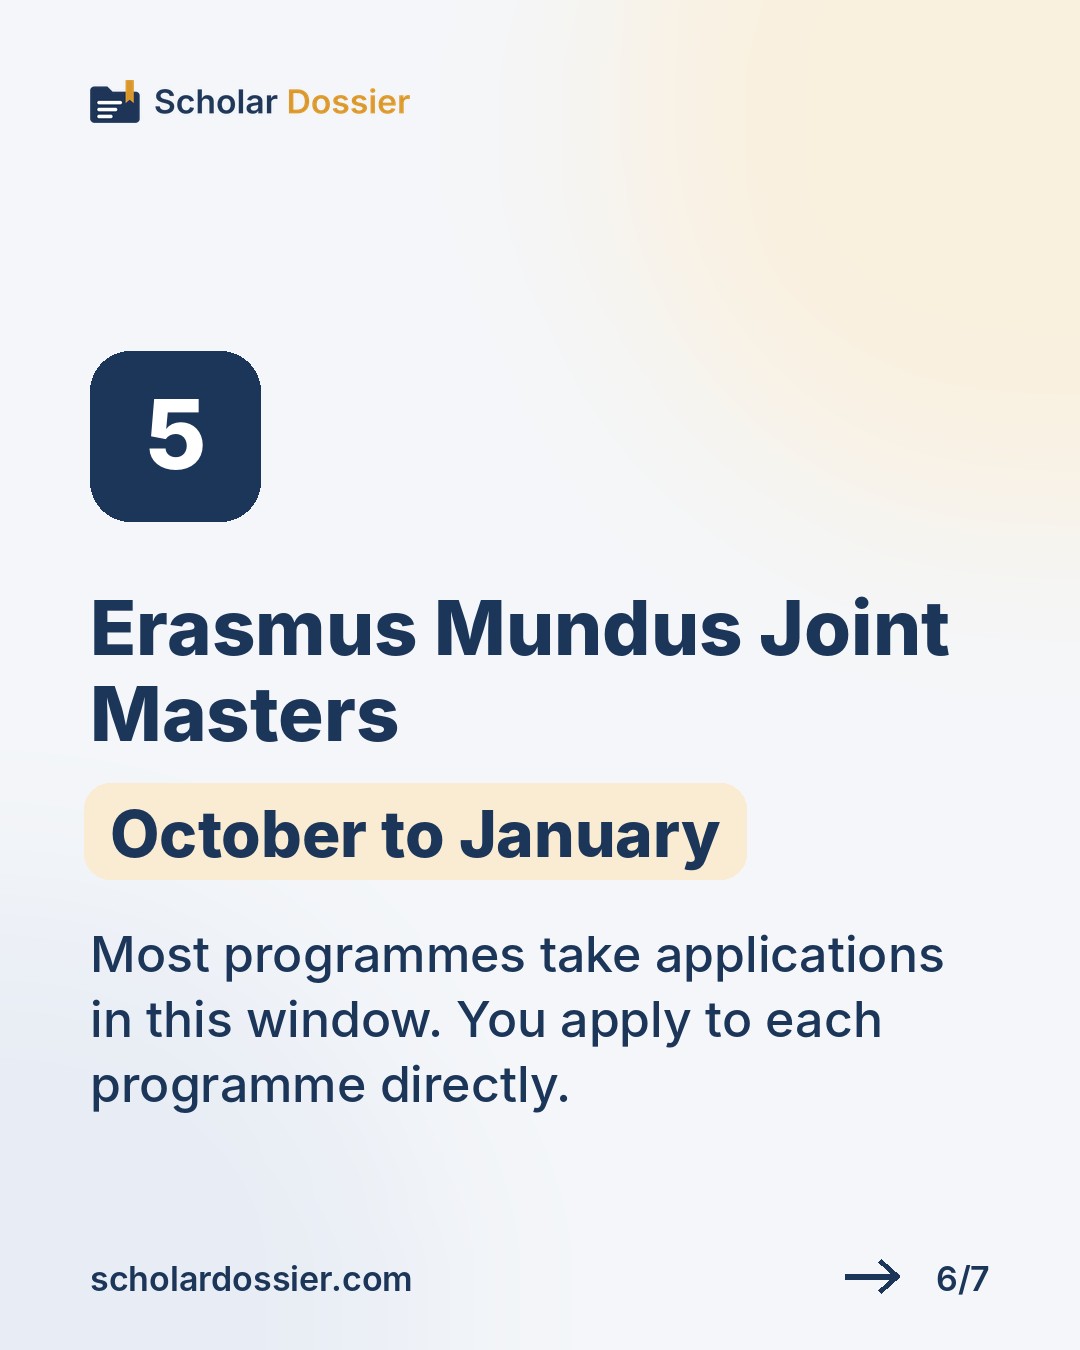 Scholar Dossier
5
Erasmus Mundus Joint
Masters
October to January
Most programmes take applications
in this window. You apply to each
programme directly.
scholardossier.com
6/7